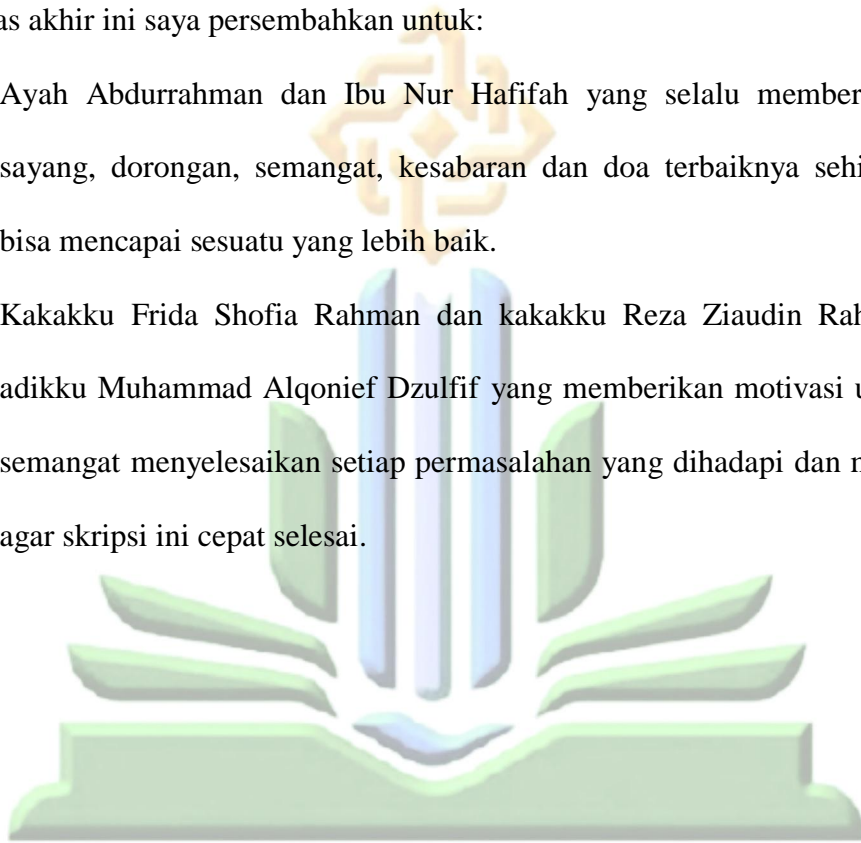 as akhir ini saya persembahkan untuk:
Ayah Abdurrahman dan Ibu Nur Hafifah yang selalu member
sayang, dorongan, semangat, kesabaran dan doa terbaiknya sehi
bisa mencapai sesuatu yang lebih baik.
Kakakku Frida Shofia Rahman dan kakakku Reza Ziaudin Rah
adikku Muhammad Alqonief Dzulfif yang memberikan motivasi u
semangat menyelesaikan setiap permasalahan yang dihadapi dan
agar skripsi ini cepat selesai.